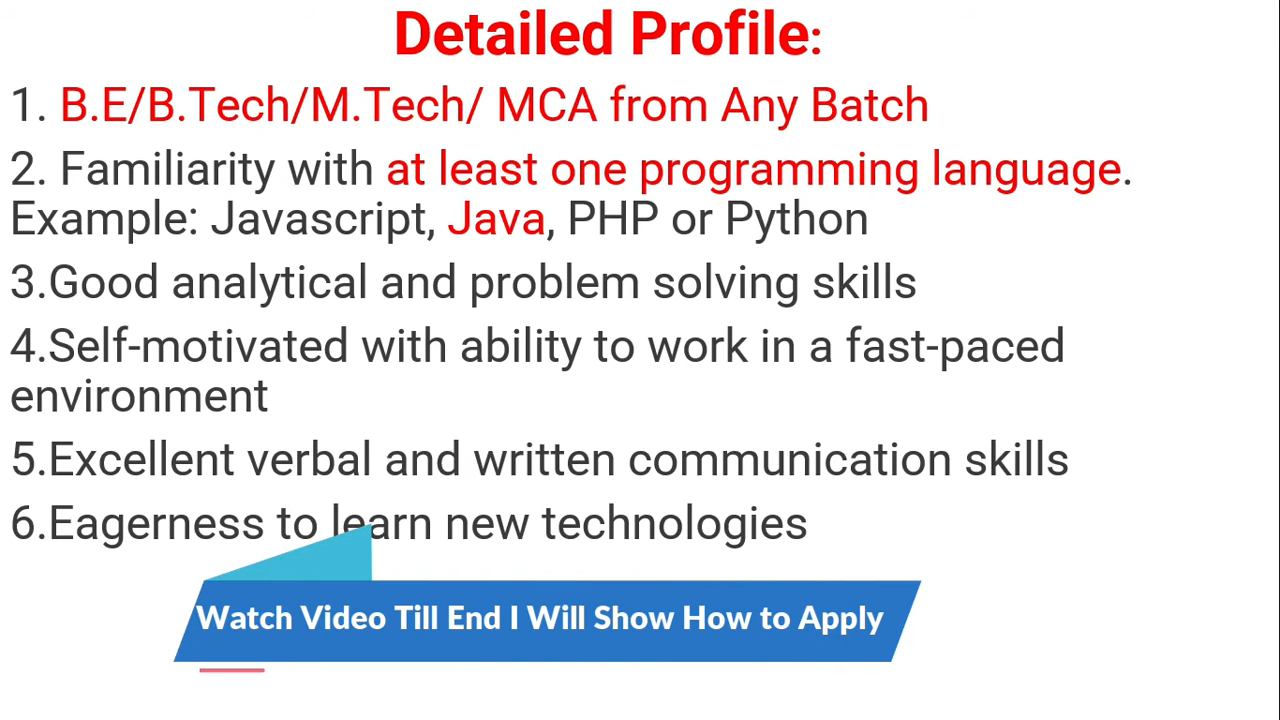 Detailed Profile:
1. B.E/B.Tech/M.Tech/ MCA from Any Batch
2. Familiarity with at least one programming language.
Example: Javascript, Java, PHP or Python
3.Good analytical and problem solving skills
4.Self-motivated with ability to work in a fast-paced
environment
5.Excellent verbal and written communication skills
6.Eagerness to learn new technologies
Watch Video Till End I Will Show How to Apply